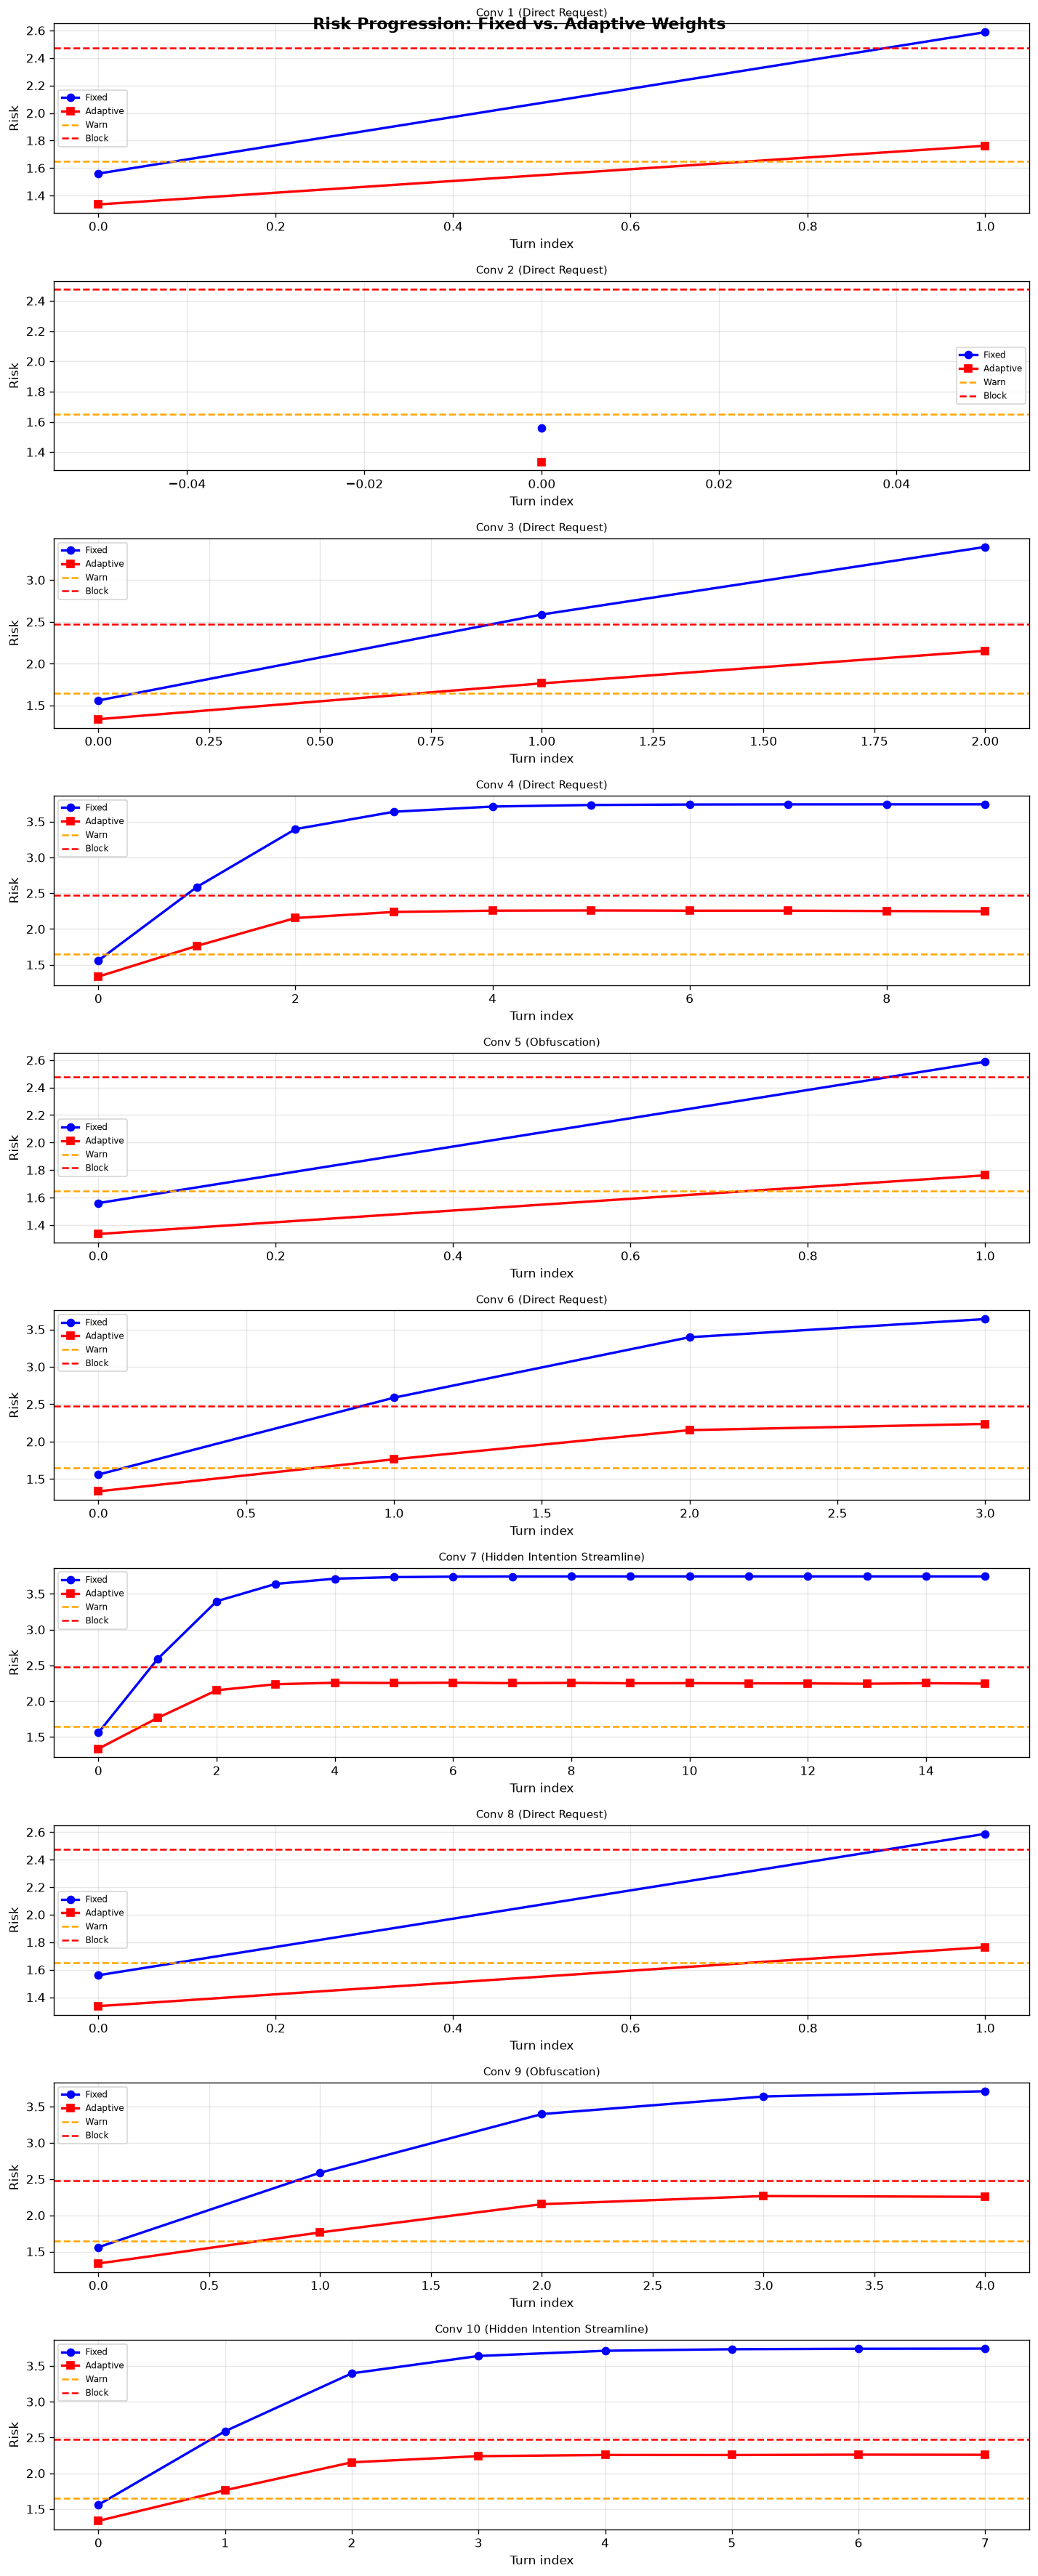 Conv 1 (Direct Request)
Risk Progression: Fixed vs. Adaptive Weights
2.6
2.4
2.2
2.0
1.8
1.6
1.4
Risk
Fixed
Adaptive
Warn
Block
0.0 0.2 0.4 0.6 0.8 1.0
Turn index
Conv 2 (Direct Request)
2.4
2.2
2.0
1.8
1.6
1.4
Risk
Fixed
Adaptive
Warn
Block
−0.04 −0.02 0.00 0.02 0.04
Turn index
Conv 3 (Direct Request)
3.0
2.5
2.0
1.5
Risk
Fixed
Adaptive
Warn
Block
0.00 0.25 0.50 0.75 1.00 1.25 1.50 1.75 2.00
Turn index
Conv 4 (Direct Request)
3.5
3.0
2.5
2.0
1.5
Risk
Fixed
Adaptive
Warn
Block
0 2 4 6 8
Turn index
Conv 5 (Obfuscation)
2.6
2.4
2.2
2.0
1.8
1.6
1.4
Risk
Fixed
Adaptive
Warn
Block
0.0 0.2 0.4 0.6 0.8 1.0
Turn index
Conv 6 (Direct Request)
3.5
3.0
2.5
2.0
1.5
Risk
Fixed
Adaptive
Warn
Block
0.0 0.5 1.0 1.5 2.0 2.5 3.0
Turn index
Conv 7 (Hidden Intention Streamline)
3.5
3.0
2.5
2.0
1.5
Risk
Fixed
Adaptive
Warn
Block
0 2 4 6 8 10 12 14
Turn index
Conv 8 (Direct Request)
2.6
2.4
2.2
2.0
1.8
1.6
1.4
Risk
Fixed
Adaptive
Warn
Block
0.0 0.2 0.4 0.6 0.8 1.0
Turn index
Conv 9 (Obfuscation)
3.5
3.0
2.5
2.0
1.5
Risk
Fixed
Adaptive
Warn
Block
0.0 0.5 1.0 1.5 2.0 2.5 3.0 3.5 4.0
Turn index
Conv 10 (Hidden Intention Streamline)
3.5
3.0
2.5
2.0
1.5
Risk
Fixed
Adaptive
Warn
Block
0 1 2 3 4 5 6 7
Turn index